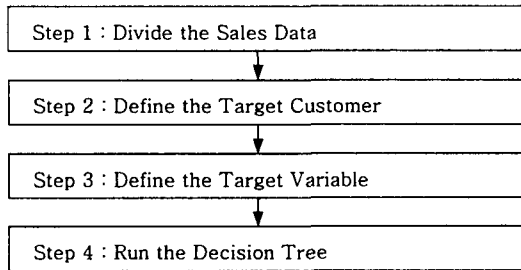 Step 1 : Divide the Sales Data
Step 2 : Define the Target Customer
Step 3 : Define the Target Variable
Step 4 : Run the Decision Tree